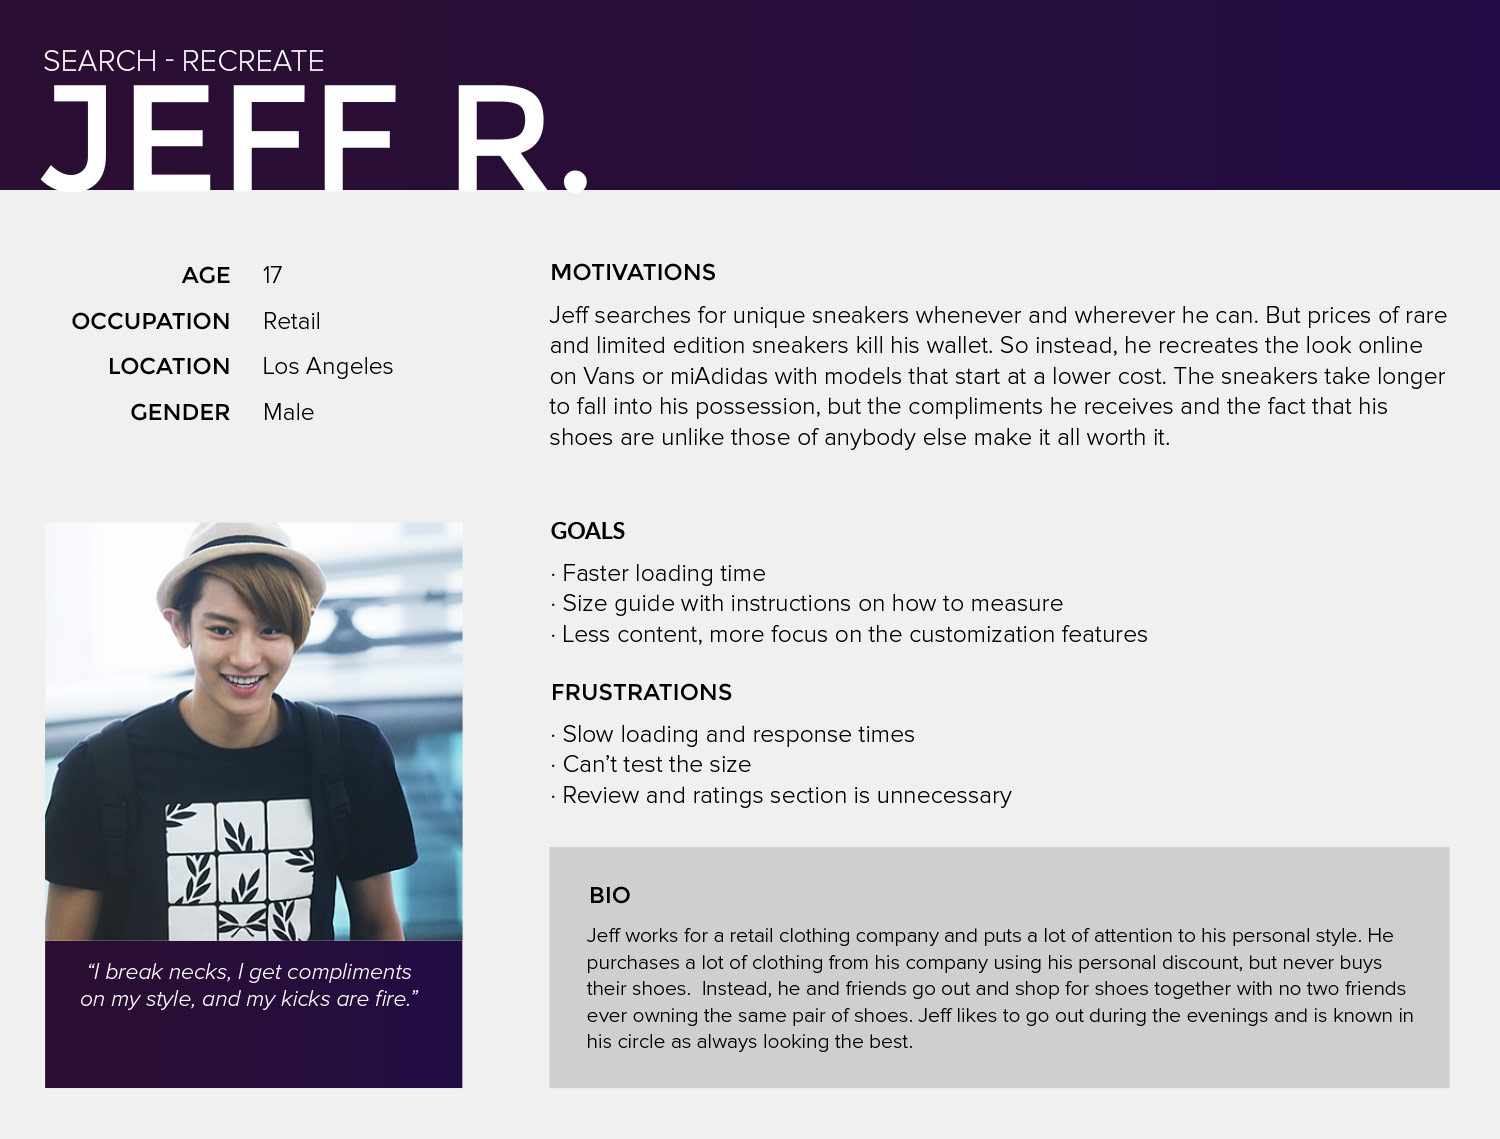 SEARCH - RECREATE
JEFF R.
AGE 17
OCCUPATION Retail
LOCATION Los Angeles
GENDER Male
“I break necks, I get compliments
on my style, and my kicks are fire.”
MOTIVATIONS
Jeff searches for unique sneakers whenever and wherever he can. But prices of rare
and limited edition sneakers kill his wallet. So instead, he recreates the look online
on Vans or miAdidas with models that start at a lower cost. The sneakers take longer
to fall into his possession, but the compliments he receives and the fact that his
shoes are unlike those of anybody else make it all worth it.
GOALS
· Faster loading time
· Size guide with instructions on how to measure
· Less content, more focus on the customization features
FRUSTRATIONS
· Slow loading and response times
· Can’t test the size
· Review and ratings section is unnecessary
BIO
Jeff works for a retail clothing company and puts a lot of attention to his personal style. He
purchases a lot of clothing from his company using his personal discount, but never buys
their shoes.  Instead, he and friends go out and shop for shoes together with no two friends
ever owning the same pair of shoes. Jeff likes to go out during the evenings and is known in
his circle as always looking the best.